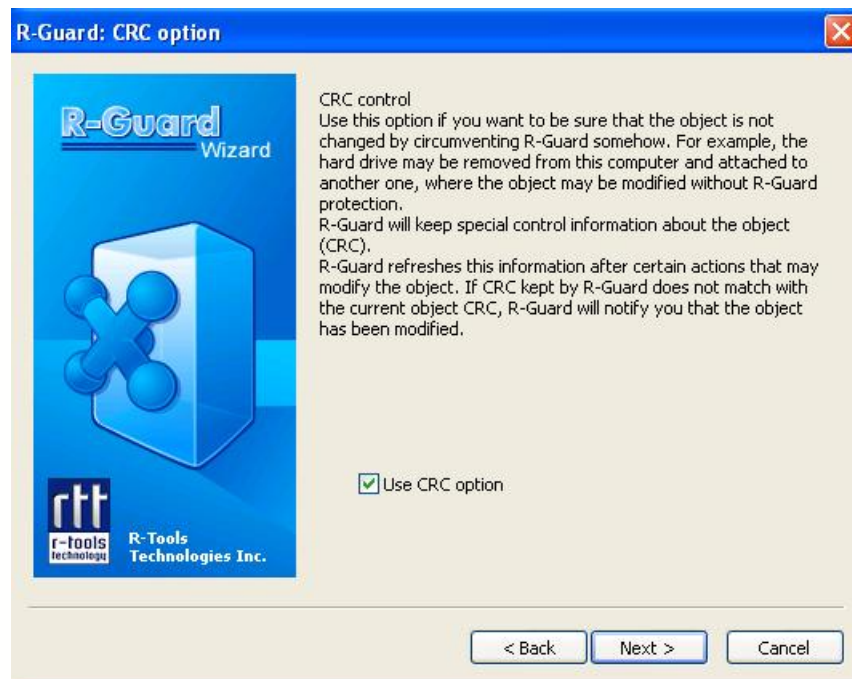 R-Guard: CRC option
R-Guard
Wizard
CRC control
Use this option if you want to be sure that the object is not
changed by circumventing R-Guard somehow. For example, the
hard drive may be removed from this computer and attached to
another one, where the object may be modified without R-Guard
protection.
R-Guard will keep special control information about the object
(CRC).
R-Guard refreshes this information after certain actions that may
modify the object. If CRC kept by R-Guard does not match with
the current object CRC, R-Guard will notify you that the object
has been modified.
Use CRC option
rtt
r-tools
technology
R-Tools
Technologies Inc.
< Back
Next >
Cancel